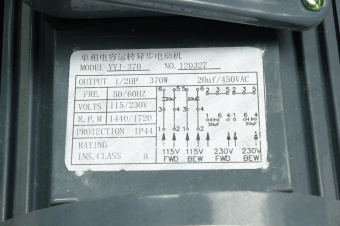 单相电容运转异步电动机
MODEL YYJ-370 NO. 120327
OUTPUT 1/2HP 370W 20uf/450VAC
FRE. 50/60HZ
VOLTS 115/230V
R.P.M 1440/1720
PROTECTION IP44
RATING
INS.CLASS B
115V 115V 230V 230V
FWD BEW FWD BEW